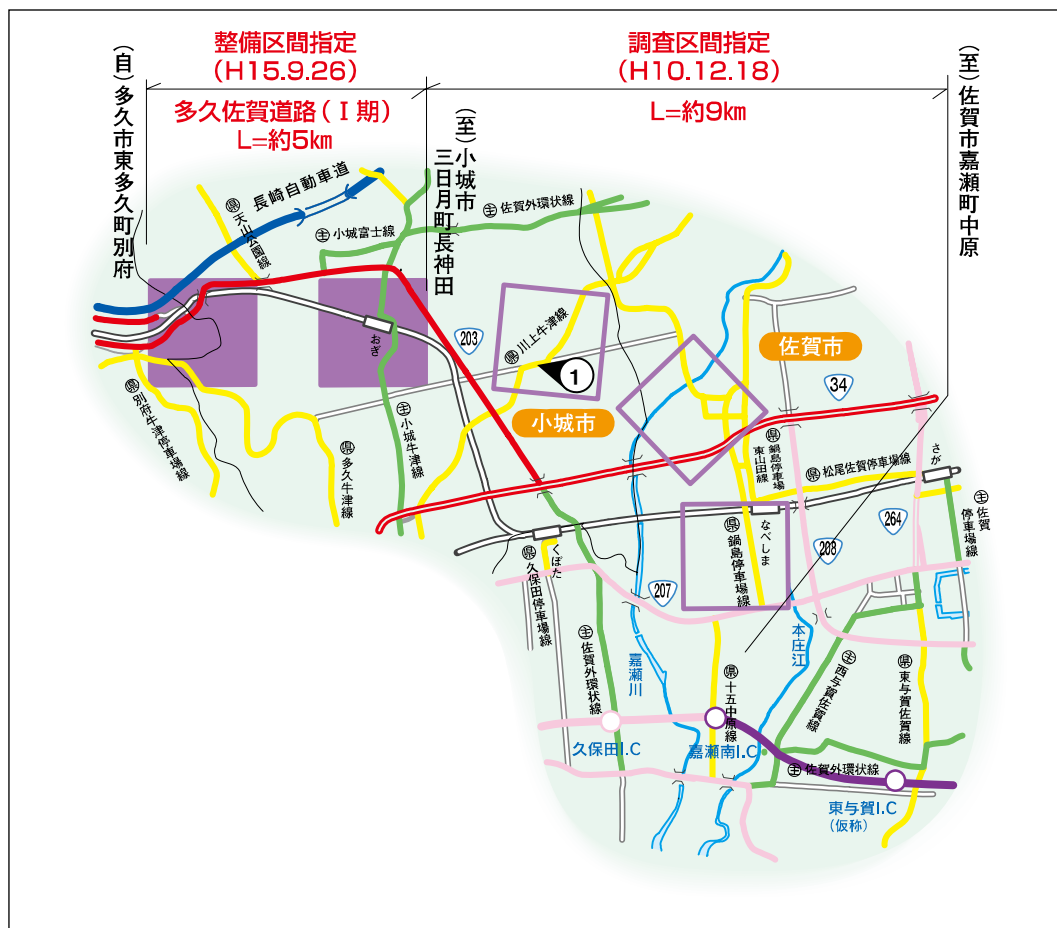 整備区間指定
(H15.9.26)
調査区間指定
(H10.12.18)
多久佐賀道路(Ⅰ期)
L=約5㎞
L=約9㎞
(自)多久市東多久町別府
(至)小城市
三日月町長神田
(至)佐賀市嘉瀬町中原
長崎自動車道
県天山公園線
主小城富士線
主佐賀外環状線
203
県川上牛津線
1
おぎ
小城市
佐賀市
34
県別府牛津停車場線
県多久牛津線
主小城牛津線
県鍋島停車場
東山田線
県松尾佐賀停車場線
さが
主佐賀
停車場線
264
208
207
なべしま
県鍋島停車場線
くぼた
県久保田停車場線
主佐賀外環状線
嘉瀬川
本庄江
県十五中原線
主西与賀佐賀線
県東与賀佐賀線
久保田I.C
嘉瀬南I.C
主佐賀外環状線
東与賀I.C
(仮称)